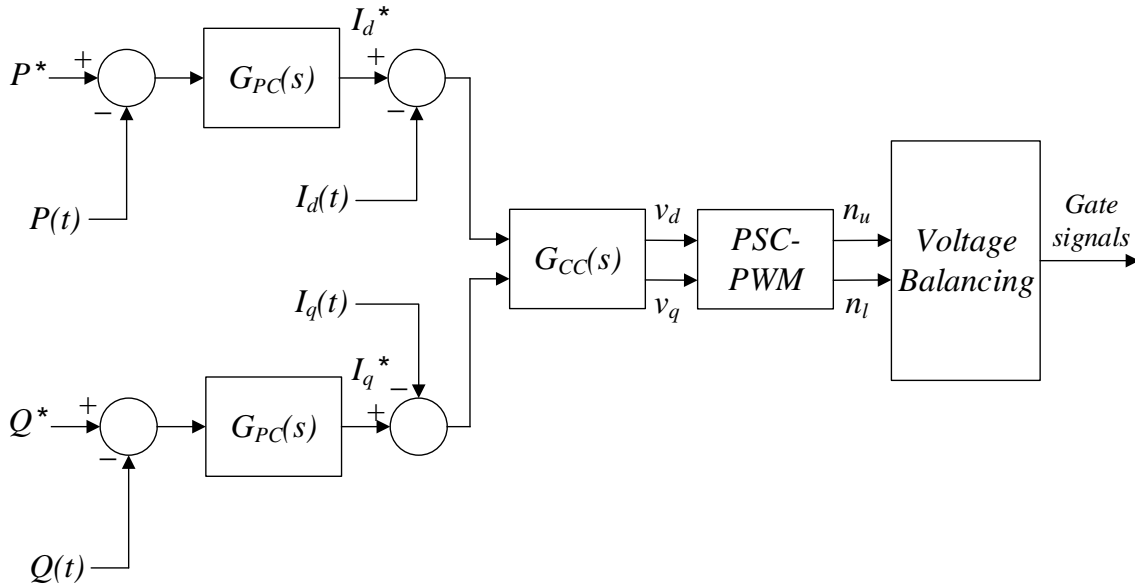 I_d*
+
+
P*
G_PC(s)
−
−
P(t)
I_d(t)
v_d
n_u
Gate
signals
G_CC(s)
PSC-
PWM
Voltage
Balancing
v_q
n_l
I_q(t)
I_q*
−
+
+
Q*
G_PC(s)
−
Q(t)